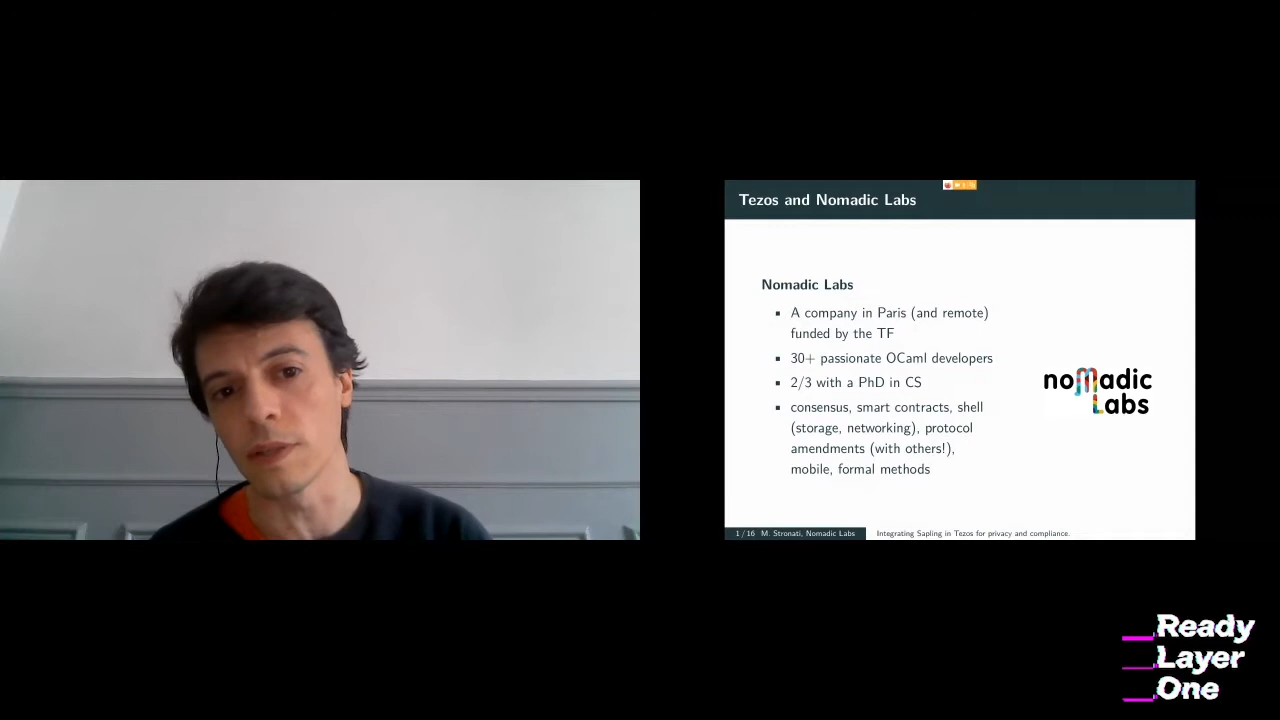 Tezos and Nomadic Labs
Nomadic Labs
A company in Paris (and remote)
funded by the TF
30+ passionate OCaml developers
2/3 with a PhD in CS
consensus, smart contracts, shell
(storage, networking), protocol
amendments (with others!),
mobile, formal methods
nomadic
Labs
1 / 16 M. Stronati, Nomadic Labs
Integrating Sapling in Tezos for privacy and compliance.
Ready
Layer
One